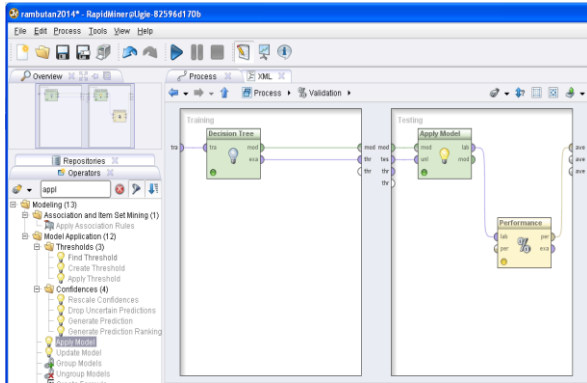 rambutan2014* - RapidMiner@Ugie-82596d170b
File Edit Process Tools View Help
Overview
Process
XML
Process
Validation
Training
Testing
Decision Tree
tra
tra
mod
exa
mod
thr
thr
Apply Model
mod
tes
thr
thr
mod
unl
lab
mod
ave
ave
ave
Performance
lab
per
per
exa
Repositories
Operators
appl
Modeling (13)
Association and Item Set Mining (1)
Apply Association Rules
Model Application (12)
Thresholds (3)
Find Threshold
Create Threshold
Apply Threshold
Confidences (4)
Rescale Confidences
Drop Uncertain Predictions
Generate Prediction
Generate Prediction Ranking
Apply Model
Update Model
Group Models
Ungroup Models